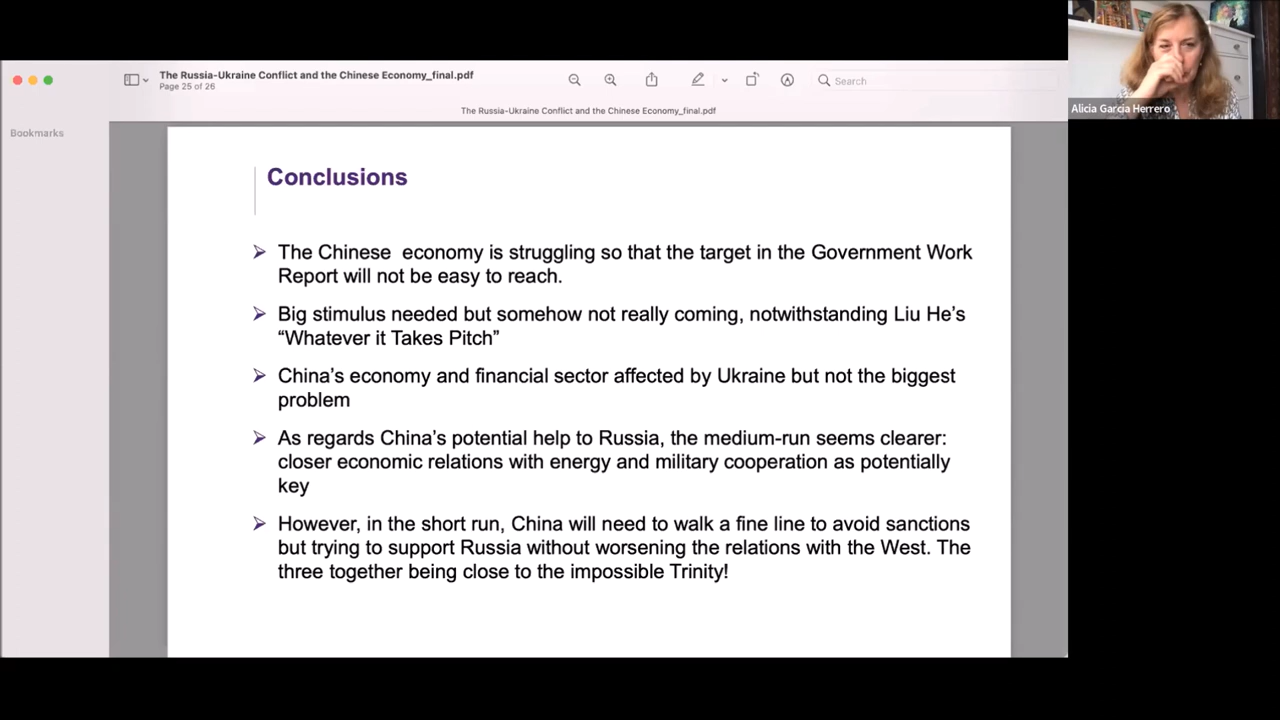 The Russia-Ukraine Conflict and the Chinese Economy_final.pdf
Page 25 of 26
Search
The Russia-Ukraine Conflict and the Chinese Economy_final.pdf
Bookmarks
Alicia García Herrero
Conclusions
The Chinese economy is struggling so that the target in the Government Work
Report will not be easy to reach.
Big stimulus needed but somehow not really coming, notwithstanding Liu He's
“Whatever it Takes Pitch”
China's economy and financial sector affected by Ukraine but not the biggest
problem
As regards China's potential help to Russia, the medium-run seems clearer:
closer economic relations with energy and military cooperation as potentially
key
However, in the short run, China will need to walk a fine line to avoid sanctions
but trying to support Russia without worsening the relations with the West. The
three together being close to the impossible Trinity!